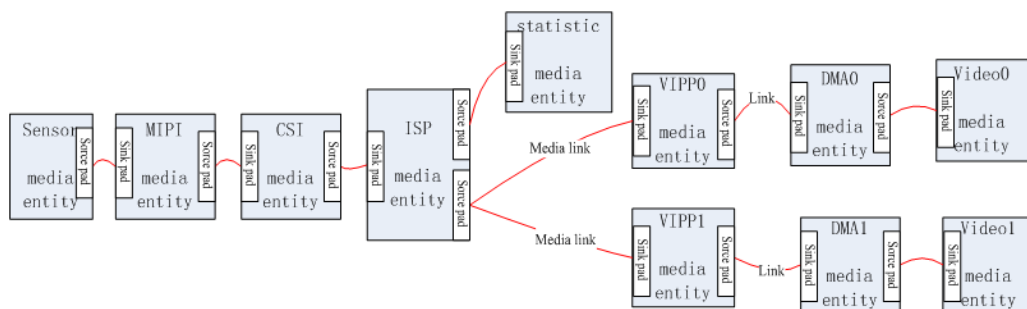 Sensor
media
entity
Sorce pad
Sink pad
MIPI
media
entity
Sorce pad
Sink pad
CSI
media
entity
Sorce pad
Sink pad
ISP
media
entity
Sorce pad
Sorce pad
Sink pad
statistic
media
entity
Media link
Sink pad
VIPP0
media
entity
Sorce pad
Link
Sink pad
DMA0
media
entity
Sorce pad
Sink pad
Video0
media
entity
Media link
Sink pad
VIPP1
media
entity
Sorce pad
Link
Sink pad
DMA1
media
entity
Sorce pad
Sink pad
Video1
media
entity